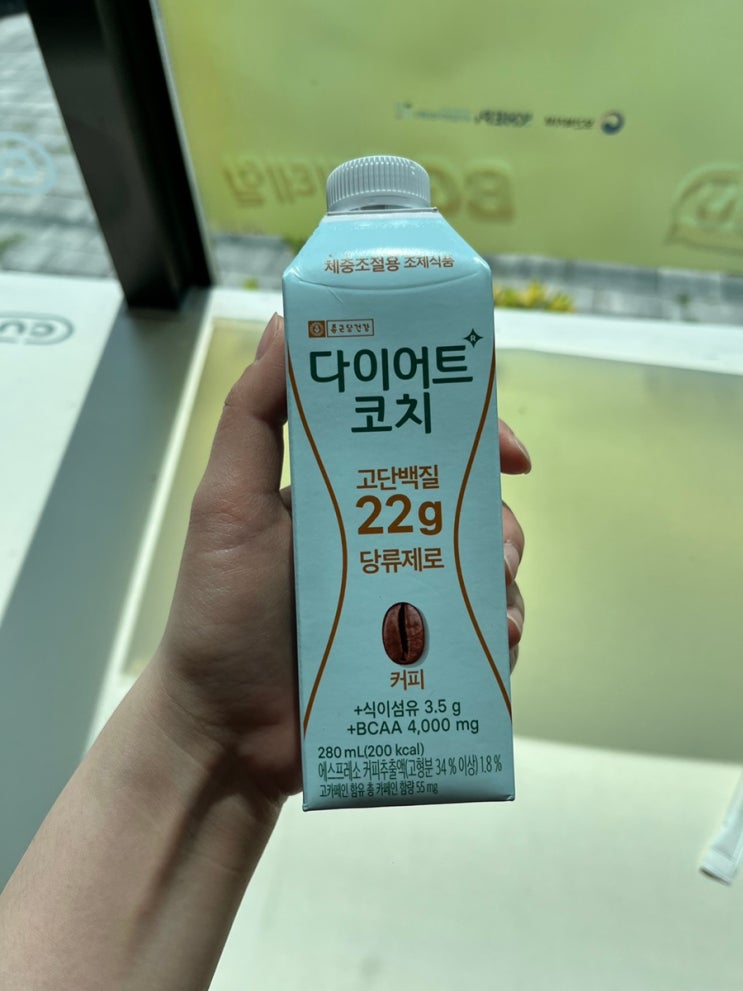 체중조절용 조제식품
종근당건강
다이어트
코치
R
고단백질
22g
당류제로
커피
+식이섬유 3.5 g
+BCAA 4,000 mg
280 mL(200 kcal)
에스프레소 커피추출액(고형분 34 % 이상) 1.8 %
고카페인 함유 총 카페인 함량 55 mg
CU